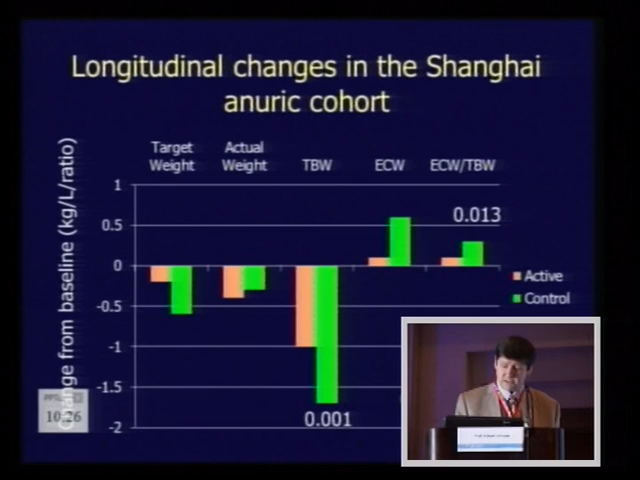 Longitudinal changes in the Shanghai
anuric cohort
Target
Weight
Actual
Weight
TBW
ECW
ECW/TBW
Change from baseline (kg/L/ratio)
1
0.5
0
-0.5
-1
-1.5
-2
0.013
0.001
Active
Control
10:26